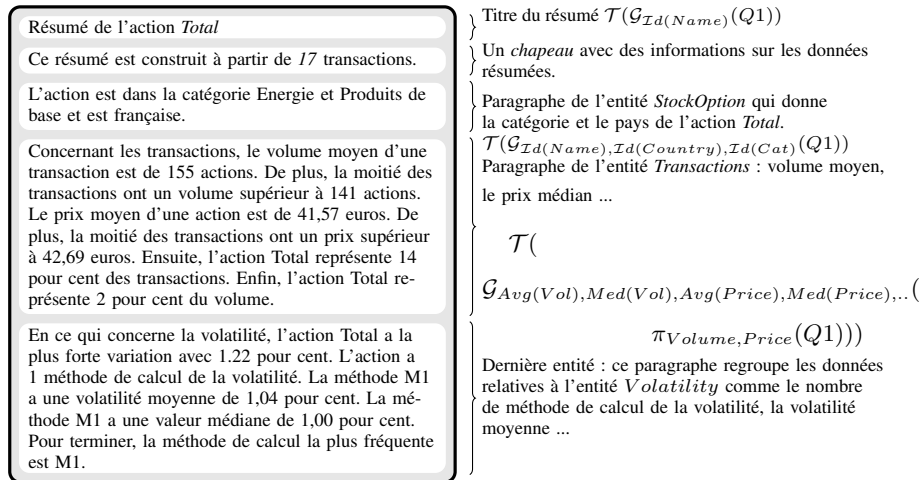 Résumé de l'action Total
Ce résumé est construit à partir de 17 transactions.
L'action est dans la catégorie Energie et Produits de
base et est française.
Concernant les transactions, le volume moyen d'une
transaction est de 155 actions. De plus, la moitié des
transactions ont un volume supérieur à 141 actions.
Le prix moyen d'une action est de 41,57 euros. De
plus, la moitié des transactions ont un prix supérieur
à 42,69 euros. Ensuite, l'action Total représente 14
pour cent des transactions. Enfin, l'action Total re-
présente 2 pour cent du volume.
En ce qui concerne la volatilité, l'action Total a la
plus forte variation avec 1.22 pour cent. L'action a
1 méthode de calcul de la volatilité. La méthode M1
a une volatilité moyenne de 1,04 pour cent. La mé-
thode M1 a une valeur médiane de 1,00 pour cent.
Pour terminer, la méthode de calcul la plus fréquente
est M1.
Titre du résumé 𝒯(𝒢_{ℐd(Name)}(Q1))
Un chapeau avec des informations sur les données
résumées.
Paragraphe de l'entité StockOption qui donne
la catégorie et le pays de l'action Total.
𝒯(𝒢_{ℐd(Name),ℐd(Country),ℐd(Cat)}(Q1))
Paragraphe de l'entité Transactions : volume moyen,
le prix médian ...
𝒯(
𝒢_{Avg(Vol),Med(Vol),Avg(Price),Med(Price),..}(
π_{Volume,Price}(Q1)))
Dernière entité : ce paragraphe regroupe les données
relatives à l'entité Volatility comme le nombre
de méthode de calcul de la volatilité, la volatilité
moyenne ...